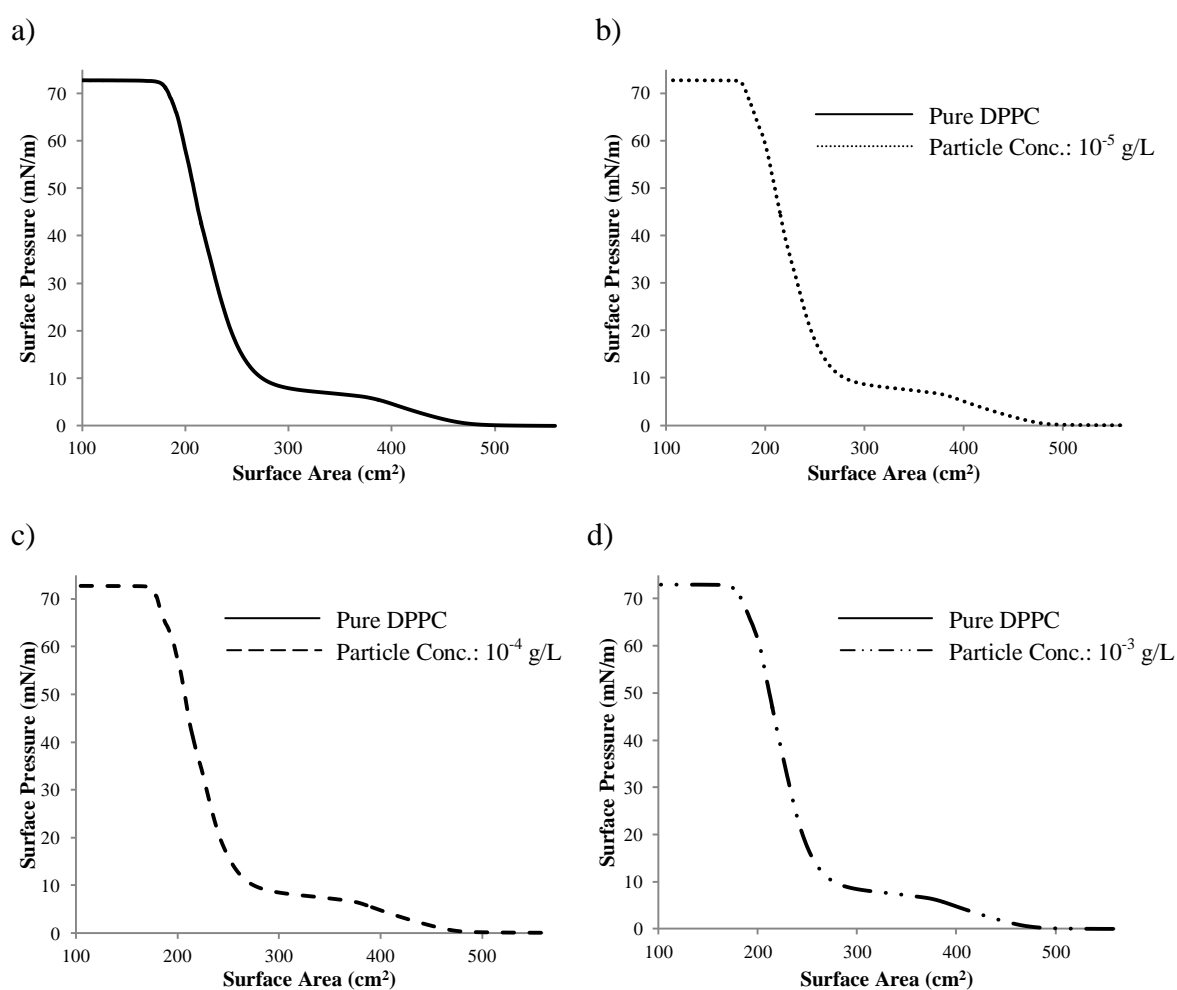 a)
70
60
50
40
30
20
10
0
Surface Pressure (mN/m)
100 200 300 400 500
Surface Area (cm²)
b)
70
60
50
40
30
20
10
0
Surface Pressure (mN/m)
Pure DPPC
Particle Conc.: 10⁻⁵ g/L
100 200 300 400 500
Surface Area (cm²)
c)
70
60
50
40
30
20
10
0
Surface Pressure (mN/m)
Pure DPPC
Particle Conc.: 10⁻⁴ g/L
100 200 300 400 500
Surface Area (cm²)
d)
70
60
50
40
30
20
10
0
Surface Pressure (mN/m)
Pure DPPC
Particle Conc.: 10⁻³ g/L
100 200 300 400 500
Surface Area (cm²)